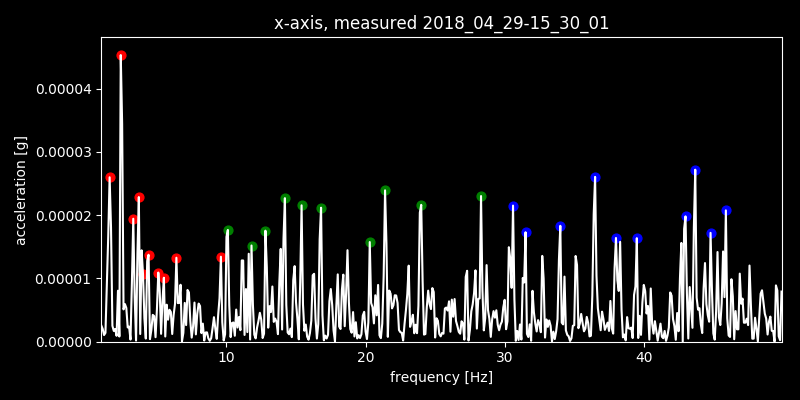 x-axis, measured 2018_04_29-15_30_01
acceleration [g]
0.00004
0.00003
0.00002
0.00001
0.00000
10 20 30 40
frequency [Hz]